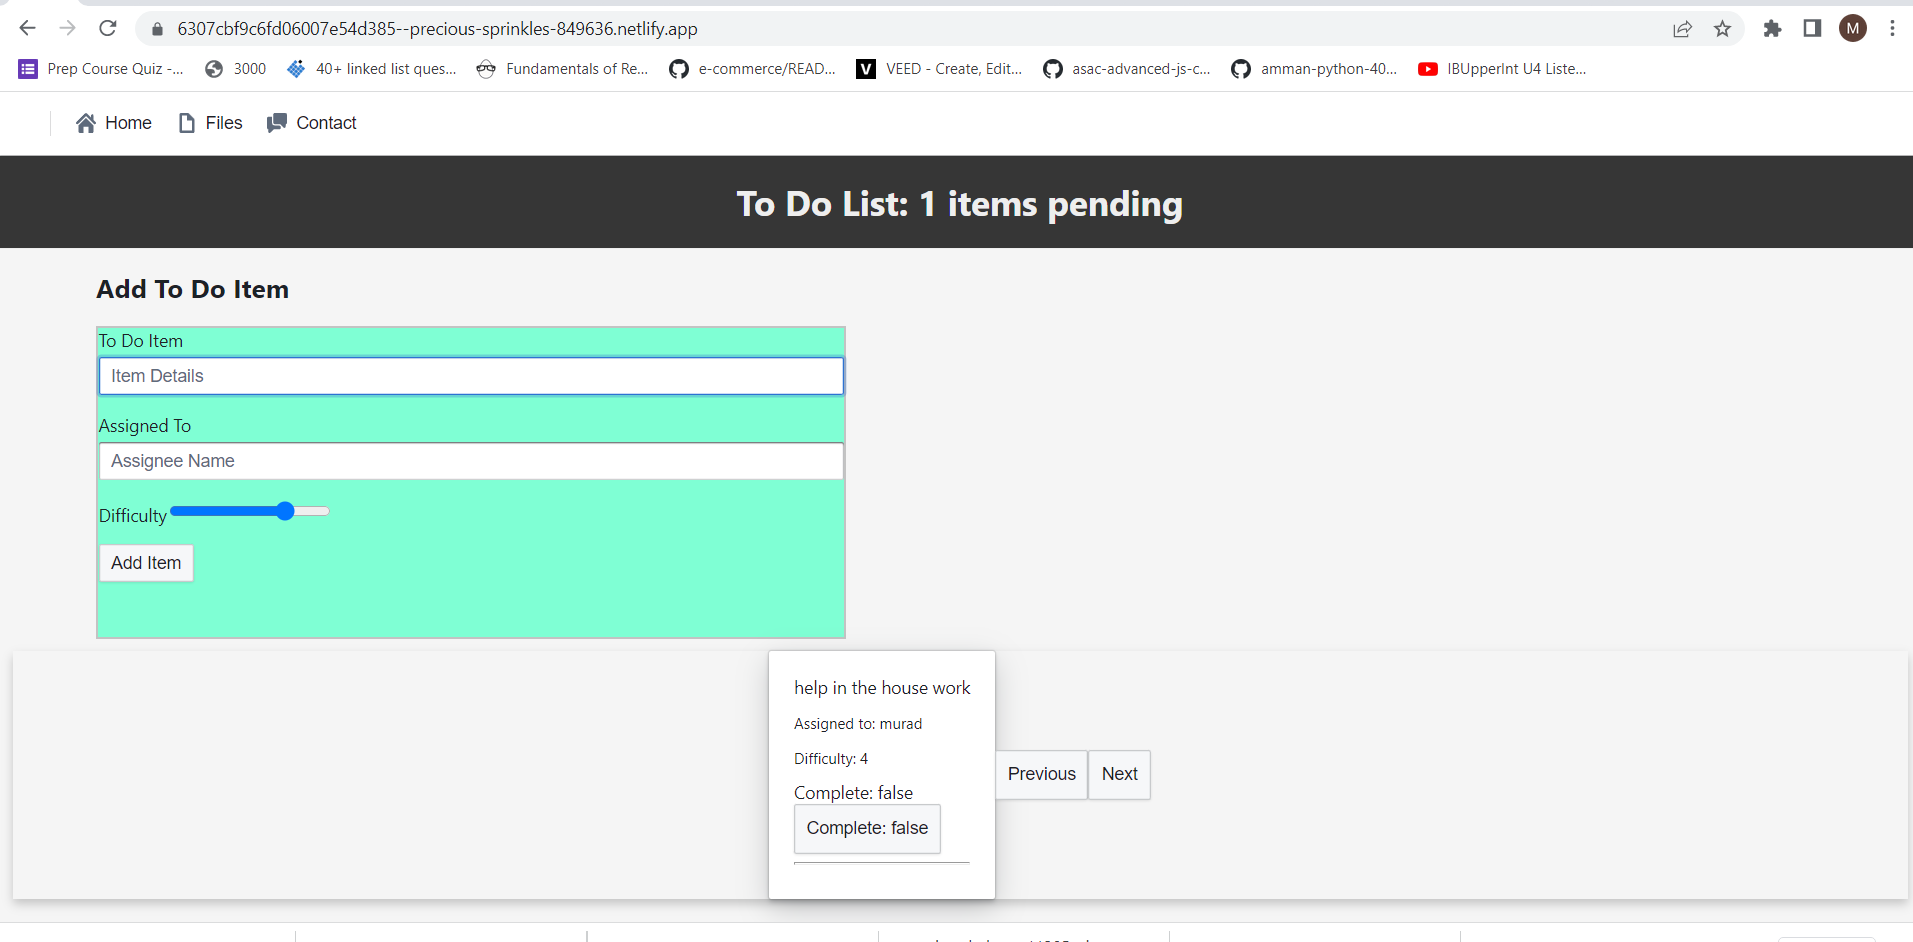 6307cbf9c6fd06007e54d385--precious-sprinkles-849636.netlify.app
M
Prep Course Quiz -... 3000 40+ linked list ques... Fundamentals of Re... e-commerce/READ... V VEED - Create, Edit... asac-advanced-js-c... amman-python-40... IBUpperInt U4 Liste...
Home Files Contact
To Do List: 1 items pending
Add To Do Item
To Do Item
Item Details
Assigned To
Assignee Name
Difficulty
Add Item
help in the house work
Assigned to: murad
Difficulty: 4
Previous Next
Complete: false
Complete: false